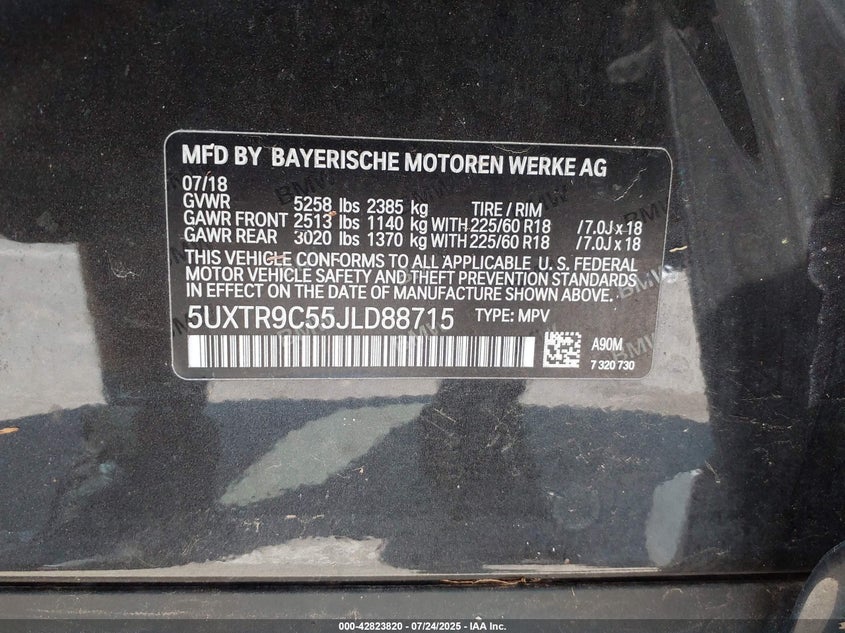 MFD BY BAYERISCHE MOTOREN WERKE AG
07/18
GVWR 5258 lbs 2385 kg TIRE / RIM
GAWR FRONT 2513 lbs 1140 kg WITH 225/60 R18 /7.0J x 18
GAWR REAR 3020 lbs 1370 kg WITH 225/60 R18 /7.0J x 18
THIS VEHICLE CONFORMS TO ALL APPLICABLE U. S. FEDERAL
MOTOR VEHICLE SAFETY AND THEFT PREVENTION STANDARDS
IN EFFECT ON THE DATE OF MANUFACTURE SHOWN ABOVE.
5UXTR9C55JLD88715 TYPE: MPV
A90M
7 320 730
000-42823820 - 07/24/2025 - IAA Inc.